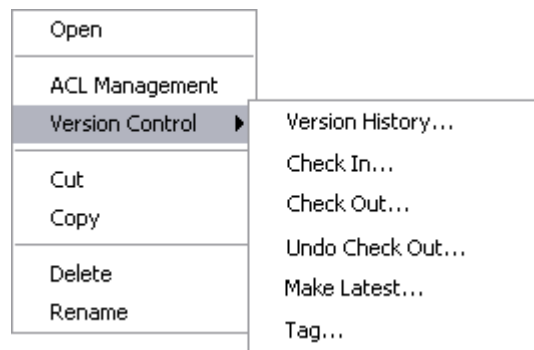 Open
ACL Management
Version Control
Cut
Copy
Delete
Rename
Version History...
Check In...
Check Out...
Undo Check Out...
Make Latest...
Tag...